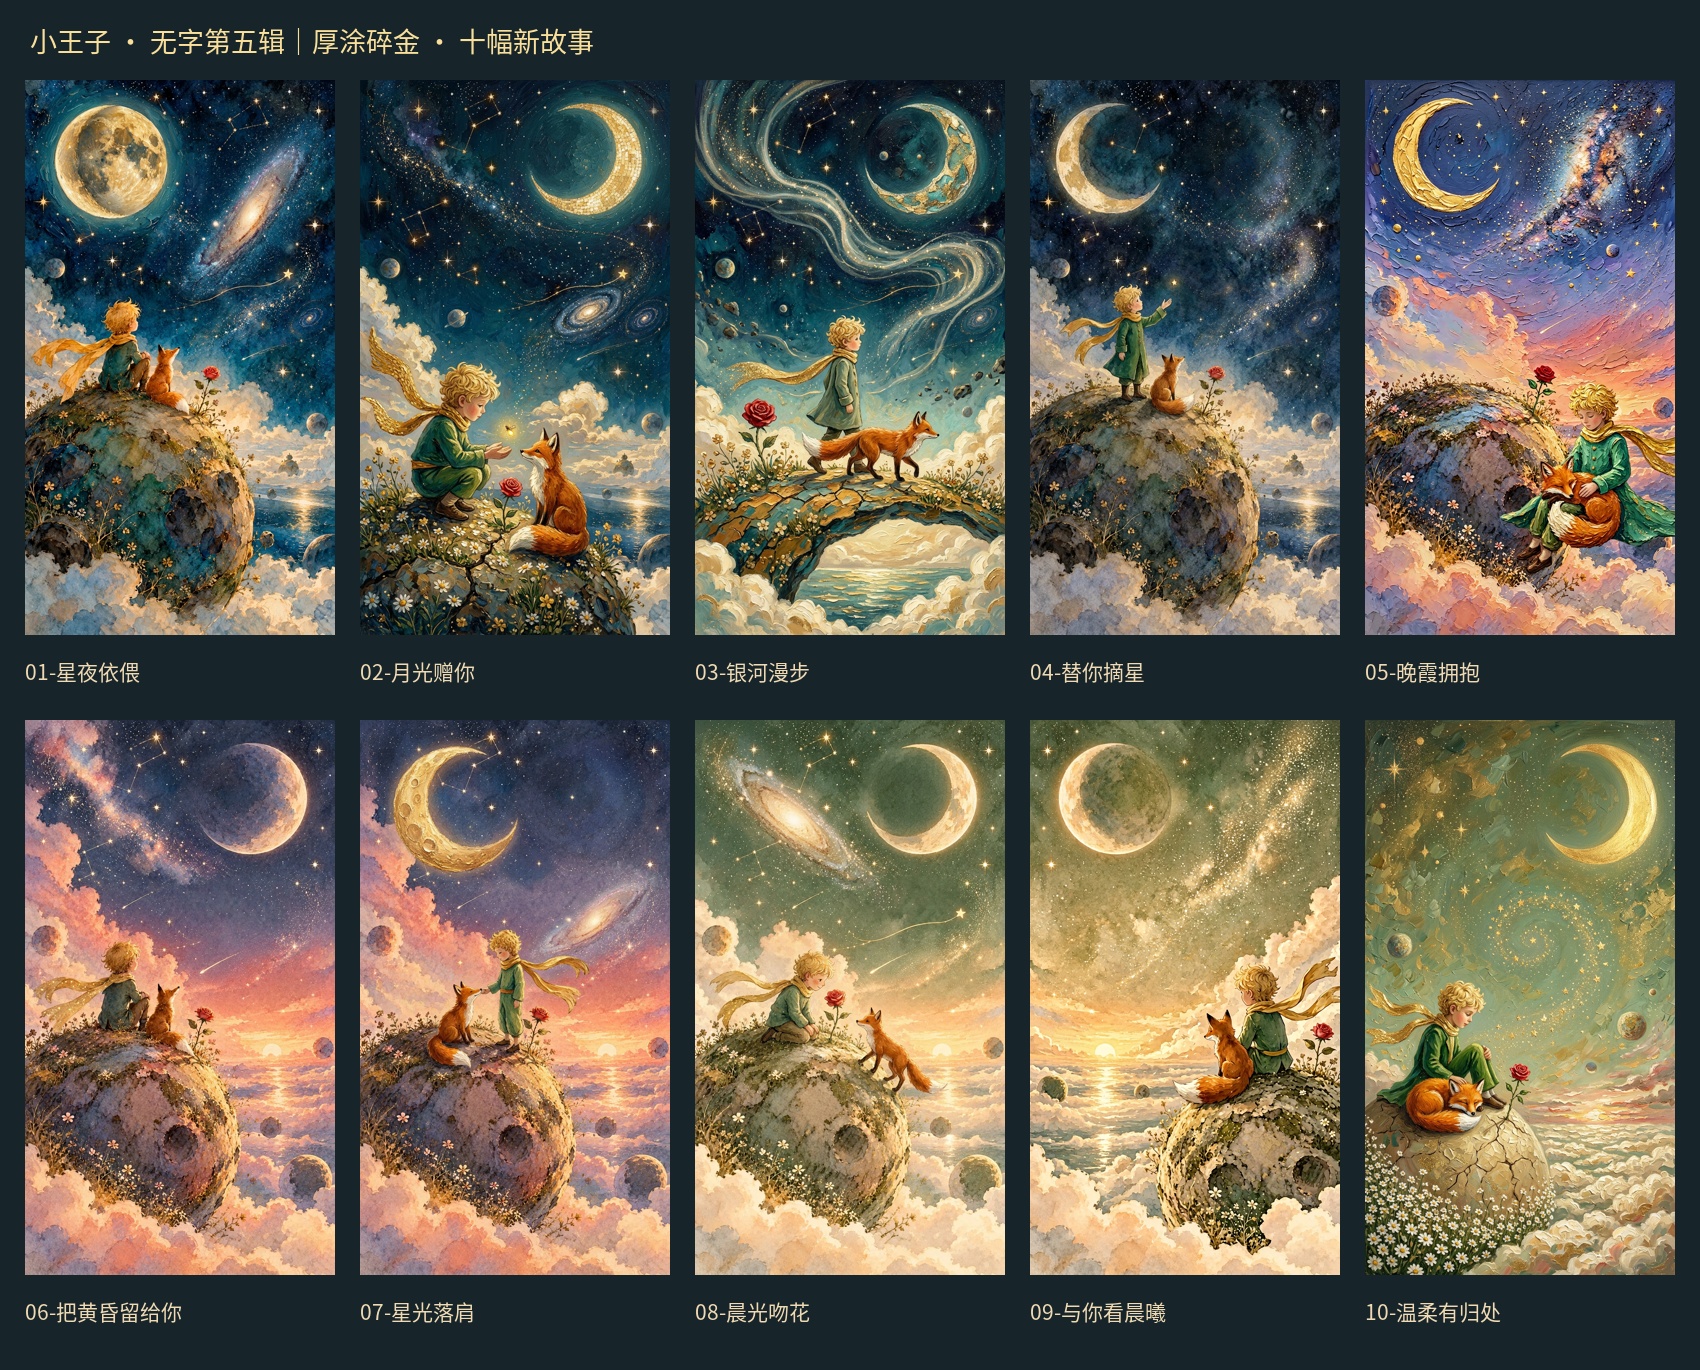 小王子 · 无字第五辑｜厚涂碎金 · 十幅新故事
01-星夜依偎
02-月光赠你
03-银河漫步
04-替你摘星
05-晚霞拥抱
06-把黄昏留给你
07-星光落肩
08-晨光吻花
09-与你看晨曦
10-温柔有归处